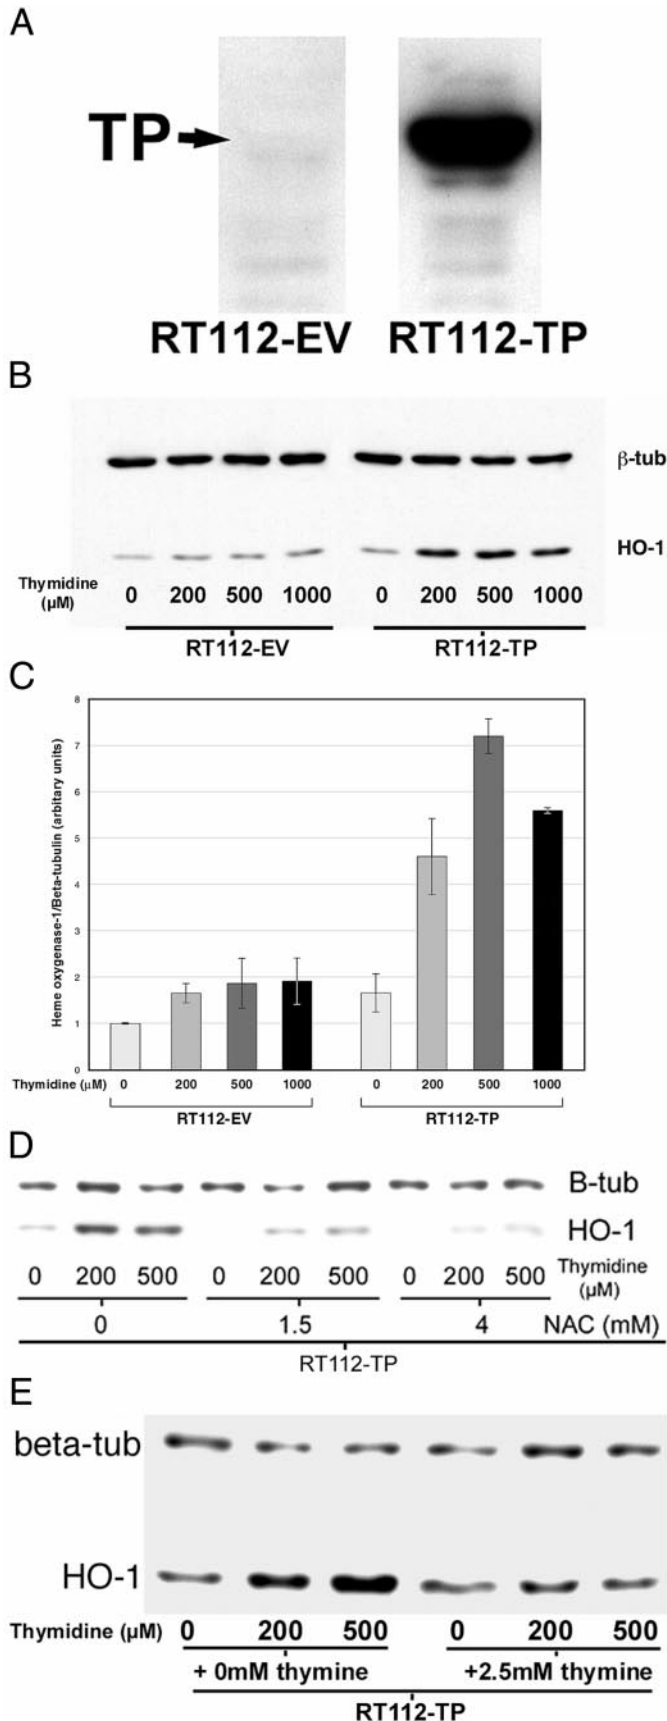 A
TP
RT112-EV RT112-TP
B
β-tub
HO-1
Thymidine
(µM)
0 200 500 1000 0 200 500 1000
RT112-EV RT112-TP
C
Heme oxygenase-1/Beta-tubulin (arbitary units)
8
7
6
5
4
3
2
1
0
Thymidine (µM) 0 200 500 1000 0 200 500 1000
RT112-EV RT112-TP
D
B-tub
HO-1
0 200 500 0 200 500 0 200 500 Thymidine
(µM)
0 1.5 4 NAC (mM)
RT112-TP
E
beta-tub
HO-1
Thymidine (µM) 0 200 500 0 200 500
+ 0mM thymine +2.5mM thymine
RT112-TP